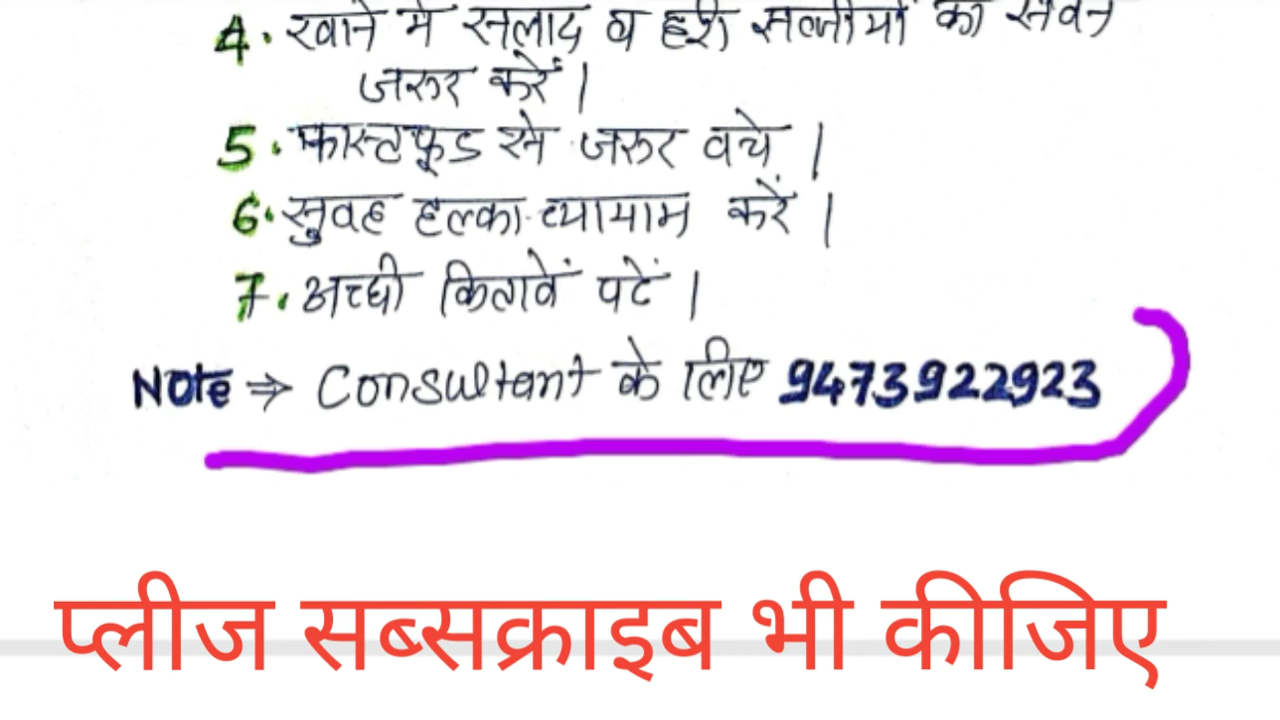 4. खाने मे सलाद व हरी सब्जीयों का सेवन
जरूर करें।
5. फास्टफूड से जरूर बचे।
6. सुबह हल्का व्यायाम करें।
7. अच्छी किताबें पढें।
Note ⇒ Consultant के लिए 9473922923
प्लीज सब्सक्राइब भी कीजिए